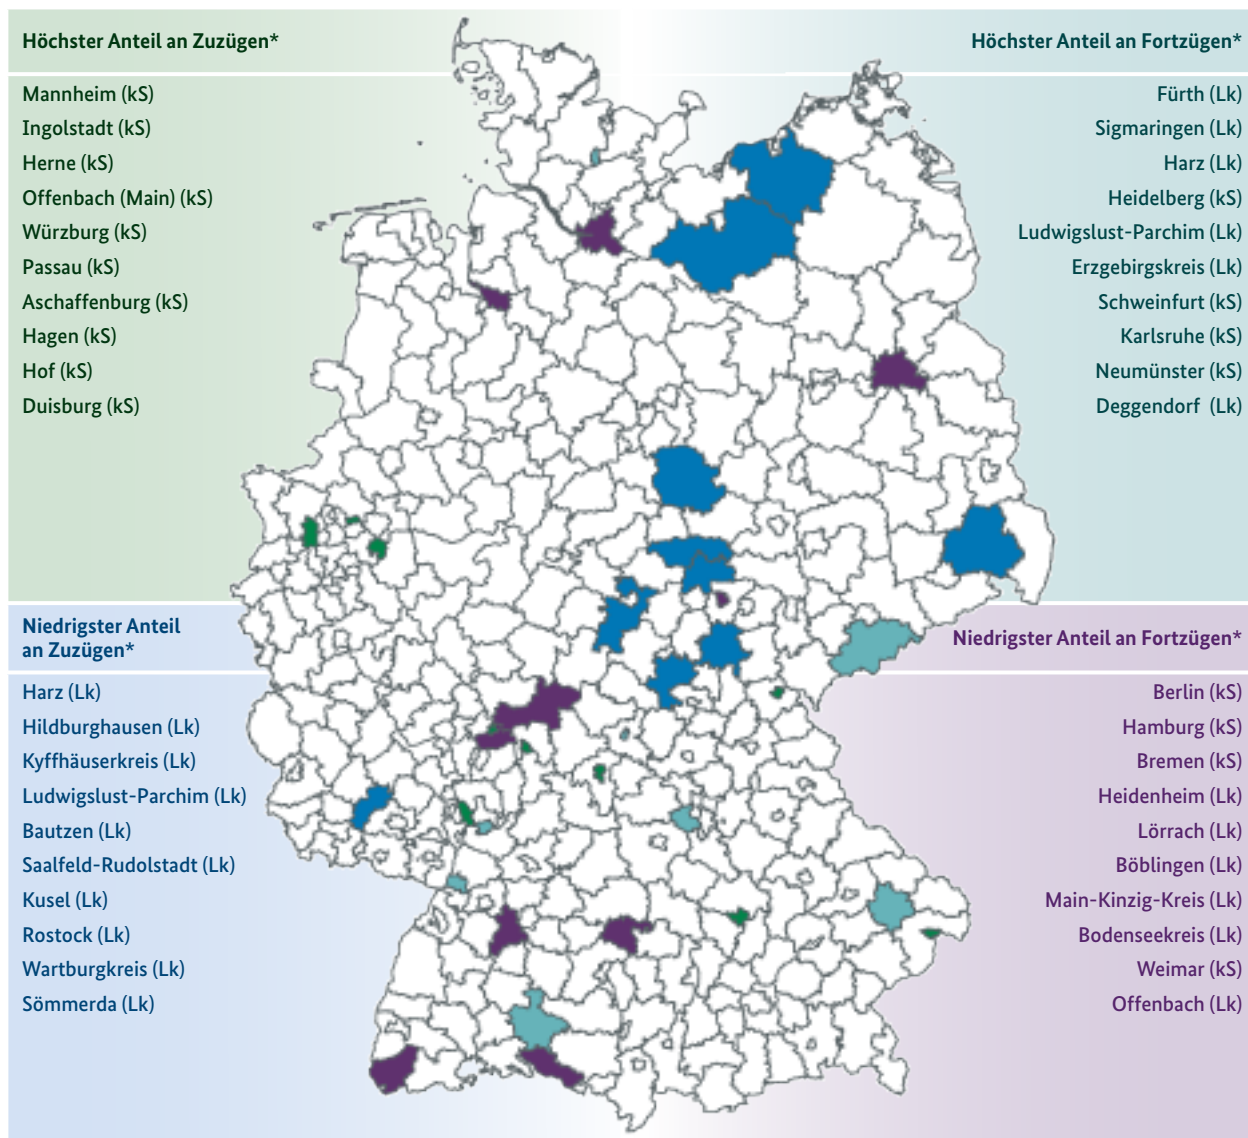 Höchster Anteil an Zuzügen*
Mannheim (kS)
Ingolstadt (kS)
Herne (kS)
Offenbach (Main) (kS)
Würzburg (kS)
Passau (kS)
Aschaffenburg (kS)
Hagen (kS)
Hof (kS)
Duisburg (kS)
Höchster Anteil an Fortzügen*
Fürth (Lk)
Sigmaringen (Lk)
Harz (Lk)
Heidelberg (kS)
Ludwigslust-Parchim (Lk)
Erzgebirgskreis (Lk)
Schweinfurt (kS)
Karlsruhe (kS)
Neumünster (kS)
Deggendorf (Lk)
Niedrigster Anteil
an Zuzügen*
Harz (Lk)
Hildburghausen (Lk)
Kyffhäuserkreis (Lk)
Ludwigslust-Parchim (Lk)
Bautzen (Lk)
Saalfeld-Rudolstadt (Lk)
Kusel (Lk)
Rostock (Lk)
Wartburgkreis (Lk)
Sömmerda (Lk)
Niedrigster Anteil an Fortzügen*
Berlin (kS)
Hamburg (kS)
Bremen (kS)
Heidenheim (Lk)
Lörrach (Lk)
Böblingen (Lk)
Main-Kinzig-Kreis (Lk)
Bodenseekreis (Lk)
Weimar (kS)
Offenbach (Lk)